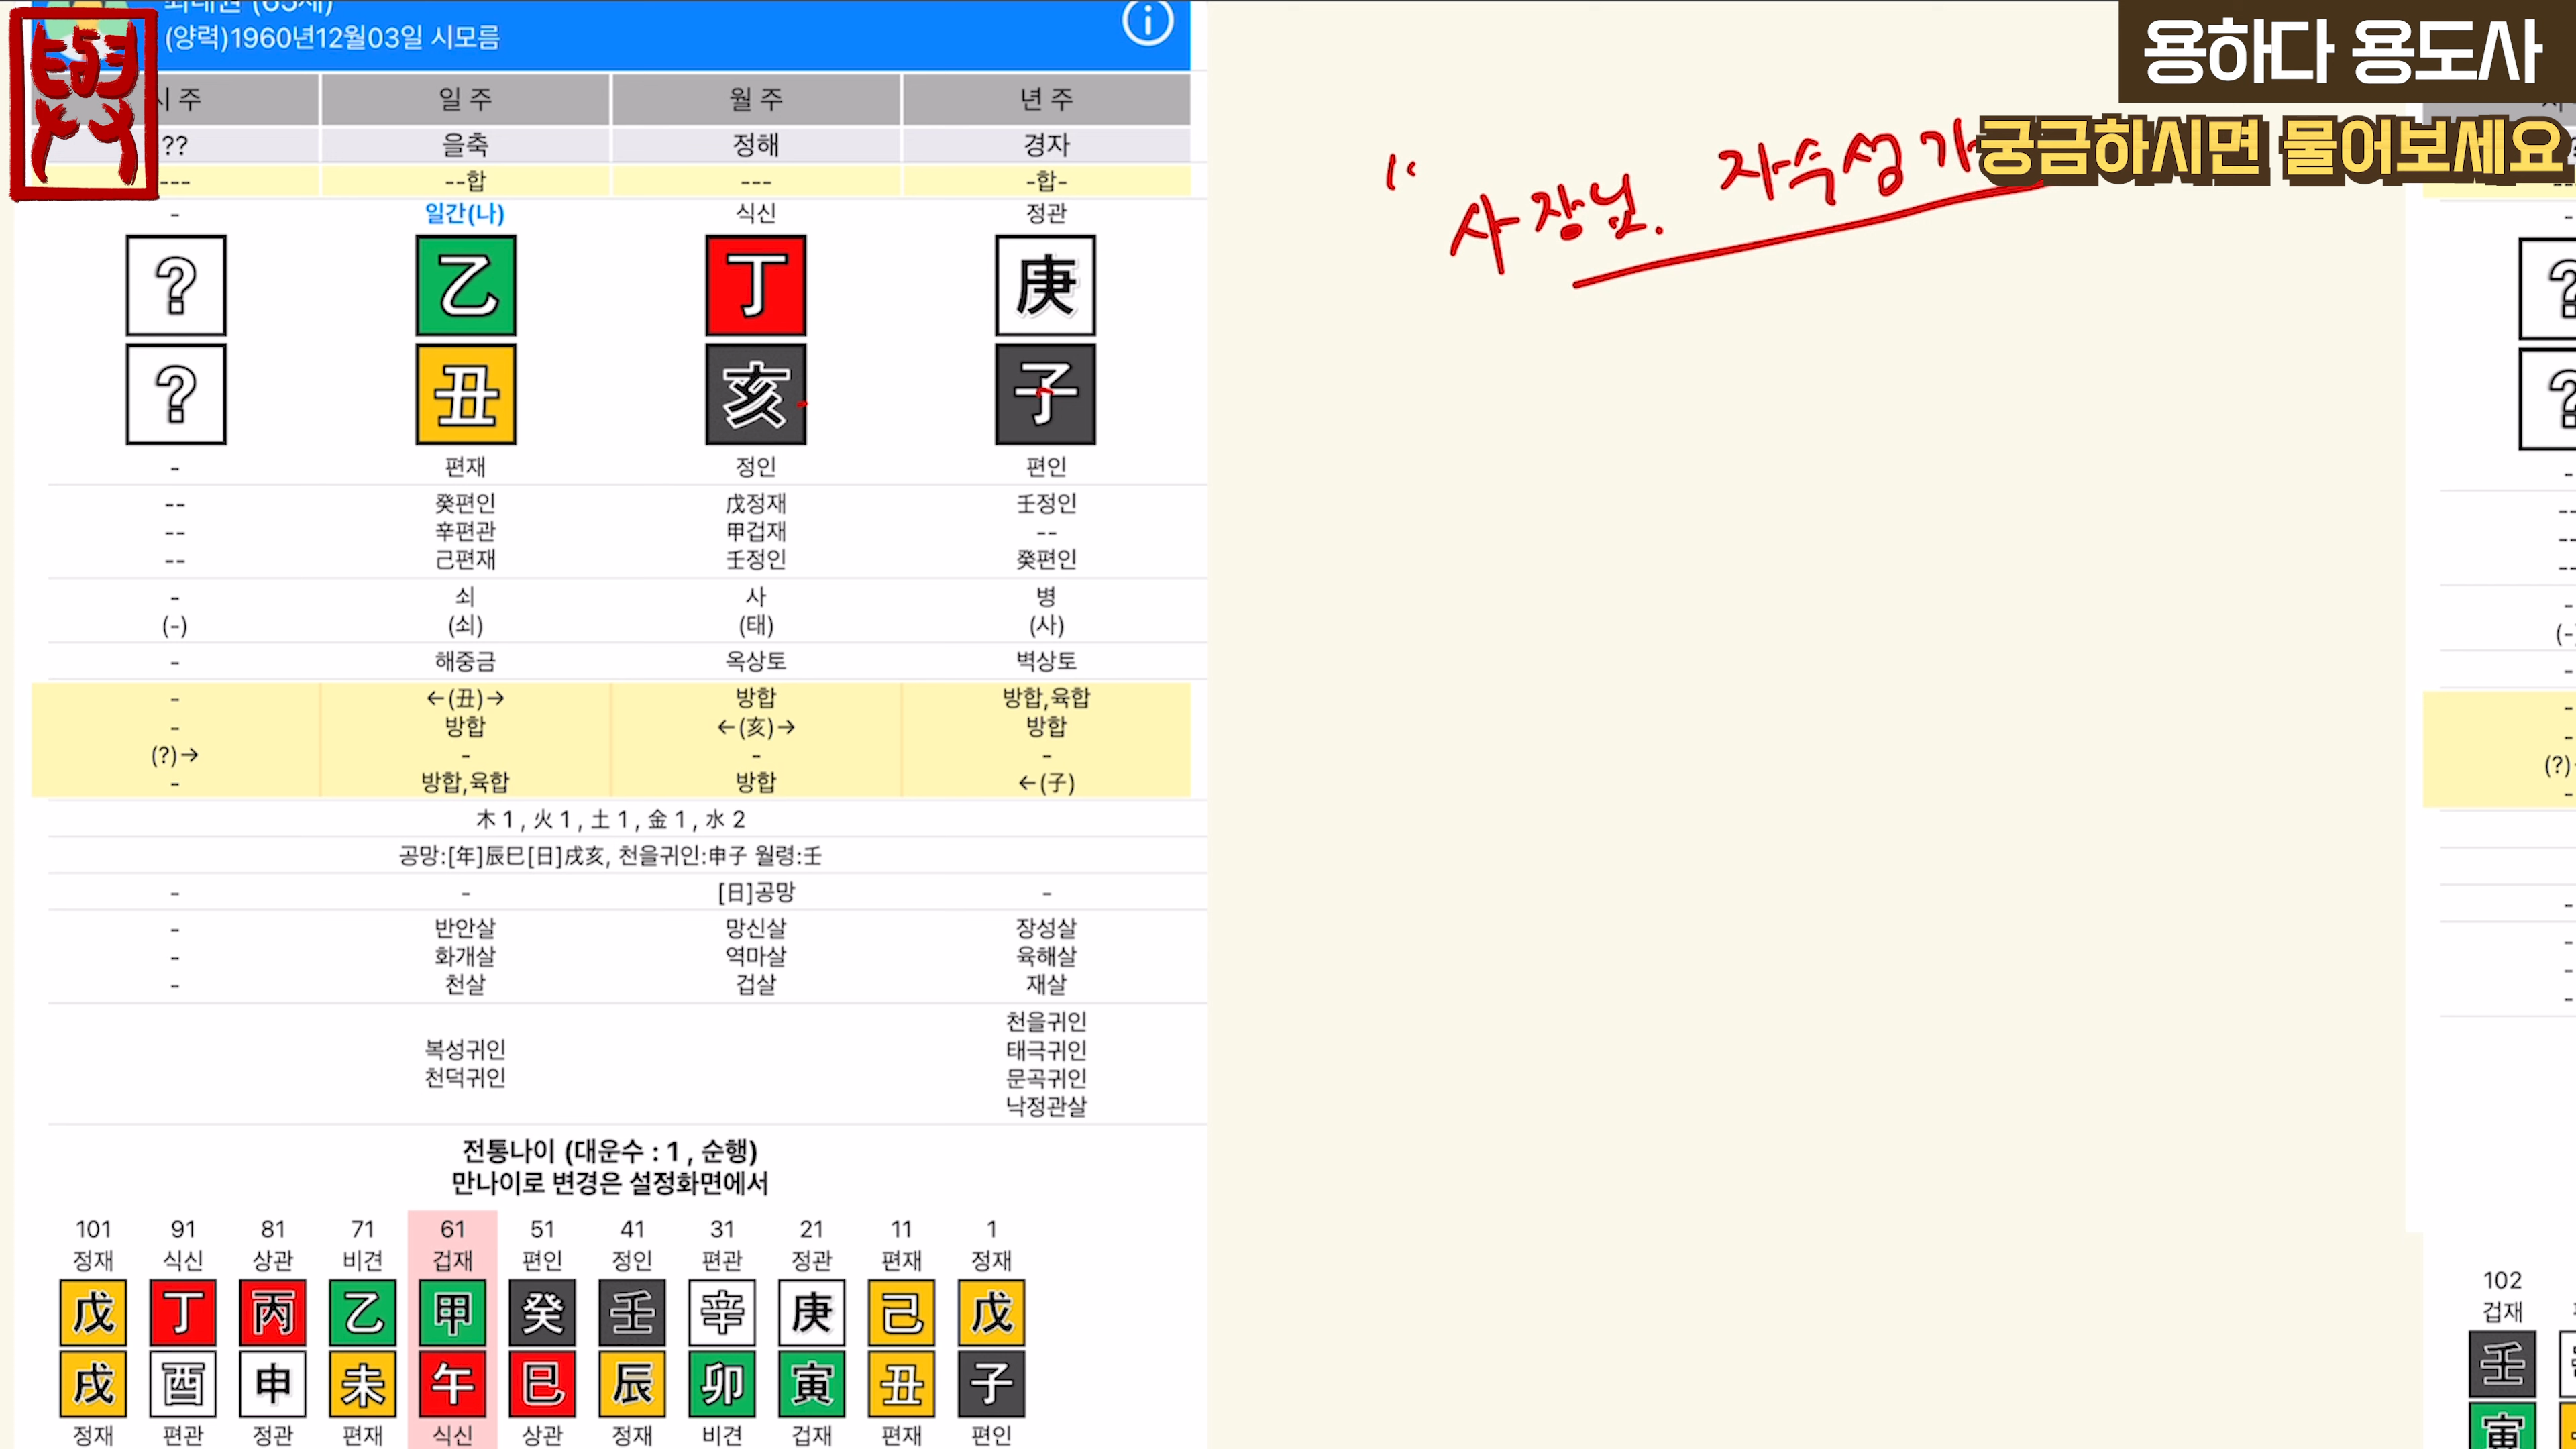 (양력)1960년12월03일 시모름
용하다 용도사
궁금하시면 물어보세요
사장님. 자수성가
시 주 일 주 월 주 년 주
?? 을축 정해 경자
--- --합 --- -합-
- 일간(나) 식신 정관
? 乙 丁 庚
? 丑 亥 子
- 편재 정인 편인
-- 癸편인 戊정재 壬정인
-- 辛편관 甲겁재 --
-- 己편재 壬정인 癸편인
- 쇠 사 병
(-) (쇠) (태) (사)
- 해중금 옥상토 벽상토
- ←(丑)→ 방합 방합,육합
- 방합 ←(亥)→ 방합
(?)→ - - -
- 방합,육합 방합 ←(子)
木 1 , 火 1 , 土 1 , 金 1 , 水 2
공망:[年]辰巳[日]戌亥, 천을귀인:申子 월령:壬
- - [日]공망 -
- 반안살 망신살 장성살
- 화개살 역마살 육해살
- 천살 겁살 재살
천을귀인
복성귀인 태극귀인
천덕귀인 문곡귀인
낙정관살
전통나이 (대운수 : 1 , 순행)
만나이로 변경은 설정화면에서
101 91 81 71 61 51 41 31 21 11 1
정재 식신 상관 비견 겁재 편인 정인 편관 정관 편재 정재
戊 丁 丙 乙 甲 癸 壬 辛 庚 己 戊
戌 酉 申 未 午 巳 辰 卯 寅 丑 子
정재 편관 정관 편재 식신 상관 정재 비견 겁재 편재 편인
?
?
(?)
102
겁재
壬
寅